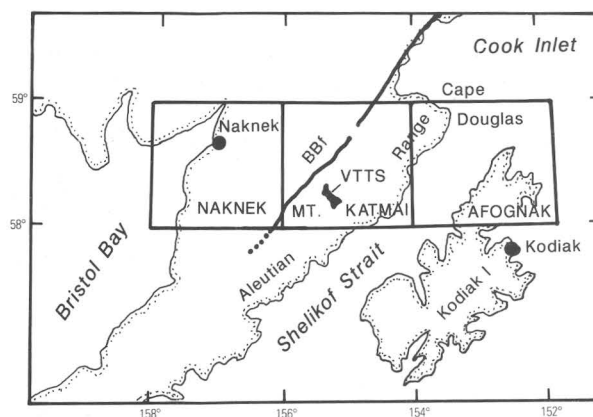 Cook Inlet
59°
Cape
Douglas
Naknek
BBf
Range
VTTS
NAKNEK
MT.
KATMAI
AFOGNAK
58°
Bristol Bay
Aleutian
Shelikof Strait
Kodiak I
Kodiak
158°
156°
154°
152°